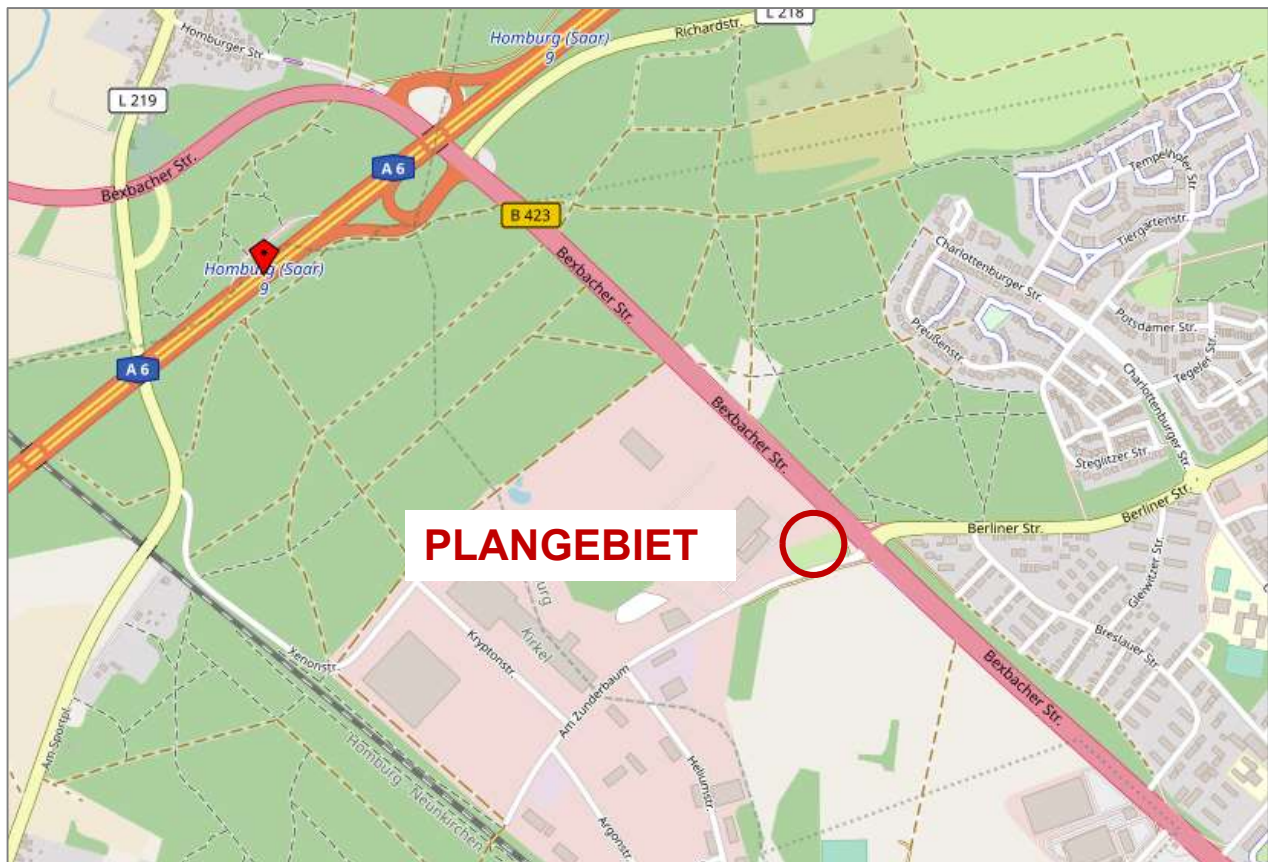 L 218
Homburger Str.
Homburg (Saar)
9
Richardstr.
L 219
A 6
Bexbacher Str.
B 423
Tempelhofer Str.
Tiergartenstr.
Charlottenburger Str.
Homburg (Saar)
9
Bexbacher Str.
Potsdamer Str.
Preußenstr.
Tegeler Str.
A 6
Charlottenburger Str.
Bexbacher Str.
Steglitzer Str.
Berliner Str.
Berliner Str.
PLANGEBIET
Gleiwitzer Str.
burg
Kirkel
Breslauer Str.
Kryptonstr.
Xenonstr.
Bexbacher Str.
Am Zunderbaum
Am Sportpl.
Homburg - Neunkirchen
Heliumstr.
Argonstr.